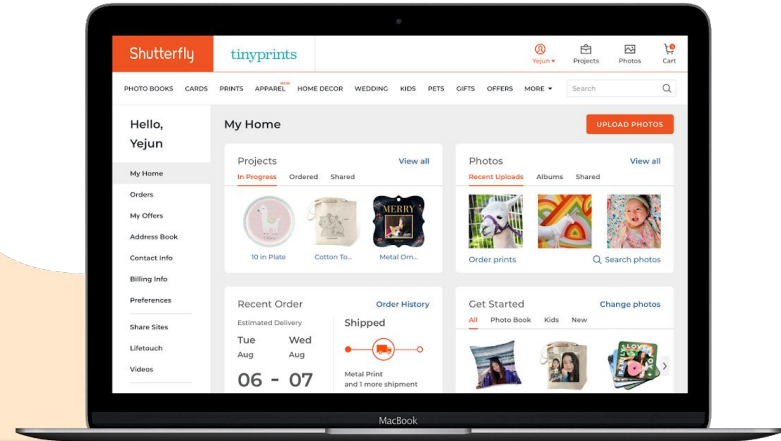 Shutterfly
tinyprints
Yejun
Projects
Photos
Cart
PHOTO BOOKS CARDS PRINTS APPAREL NEW HOME DECOR WEDDING KIDS PETS GIFTS OFFERS MORE
Search
Hello,
Yejun
My Home
Orders
My Offers
Address Book
Contact Info
Billing Info
Preferences
Share Sites
Lifetouch
Videos
My Home
UPLOAD PHOTOS
Projects
View all
In Progress Ordered Shared
MERRY
10 in Plate
Cotton To...
Metal Orn...
Photos
View all
Recent Uploads Albums Shared
Order prints
Search photos
Recent Order
Order History
Estimated Delivery
Tue Wed
Aug Aug
06 - 07
Shipped
Metal Print
and 1 more shipment
Get Started
Change photos
All Photo Book Kids New
MacBook